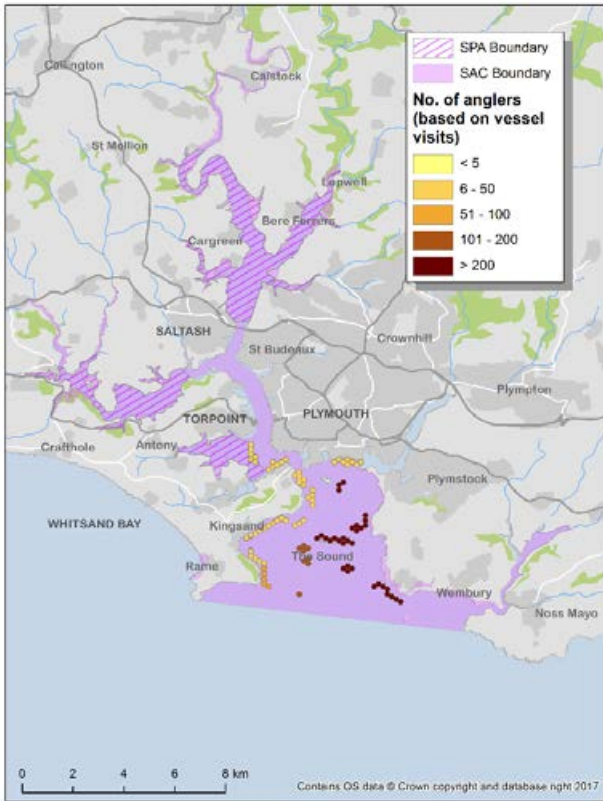 SPA Boundary
SAC Boundary
No. of anglers
(based on vessel
visits)
< 5
6 - 50
51 - 100
101 - 200
> 200
Callington
Calstock
St Mellion
Lopwell
Bere Ferrers
Cargreen
SALTASH
Crownhill
St Budeaux
Plympton
TORPOINT
PLYMOUTH
Crafthole
Antony
Plymstock
WHITSAND BAY
Kingsand
The Sound
Rame
Wembury
Noss Mayo
0 2 4 6 8 km
Contains OS data © Crown copyright and database right 2017